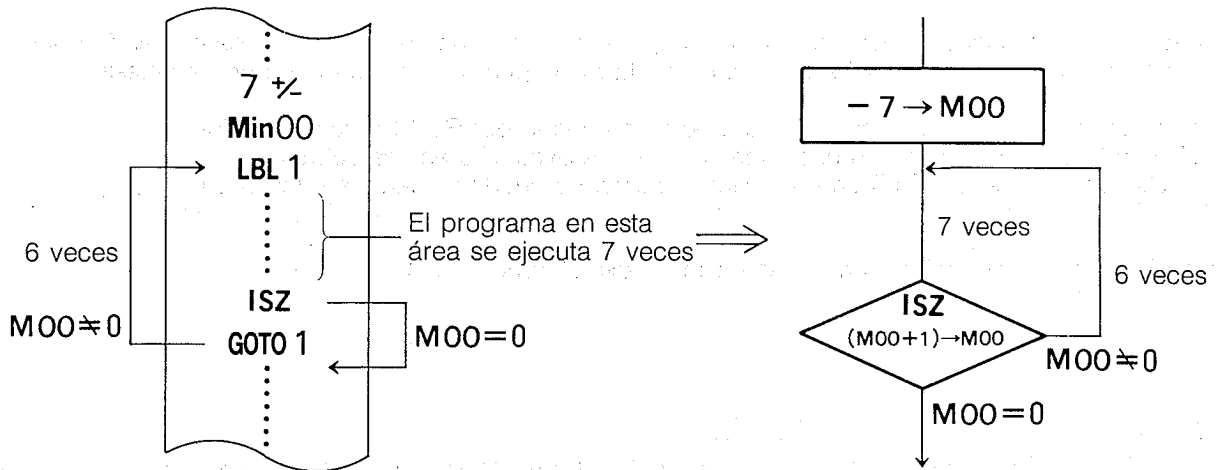 7 +/−
Min00
LBL 1
6 veces
El programa en esta
área se ejecuta 7 veces
ISZ
M00≠0
GOTO 1
M00=0
− 7 → M00
7 veces
6 veces
ISZ
(M00+1)→M00
M00≠0
M00=0